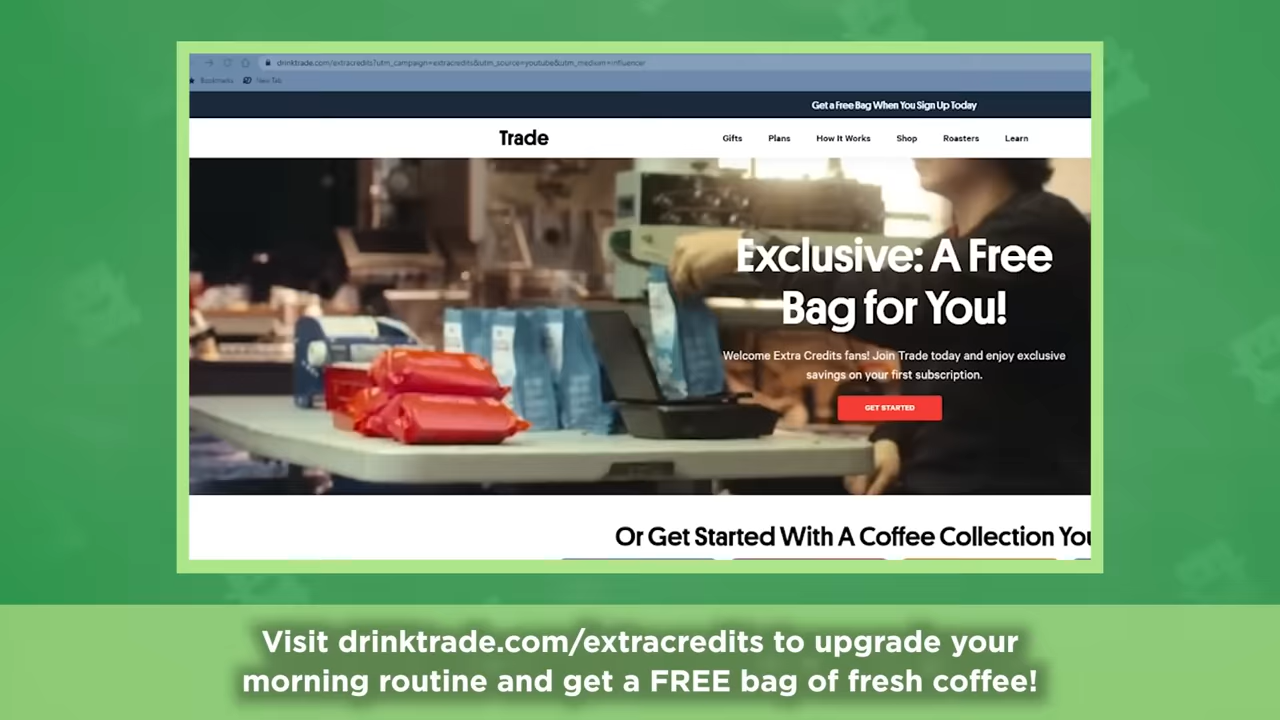 drinktrade.com/extracredits?utm_campaign=extracredits&utm_source=youtube&utm_medium=influencer
Bookmarks New Tab
Get a Free Bag When You Sign Up Today
Trade Gifts Plans How It Works Shop Roasters Learn
Exclusive: A Free
Bag for You!
Welcome Extra Credits fans! Join Trade today and enjoy exclusive
savings on your first subscription.
GET STARTED
Or Get Started With A Coffee Collection You
Visit drinktrade.com/extracredits to upgrade your
morning routine and get a FREE bag of fresh coffee!